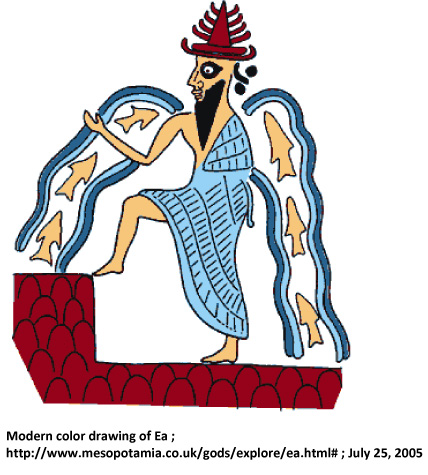 Modern color drawing of Ea ;
http://www.mesopotamia.co.uk/gods/explore/ea.html# ; July 25, 2005